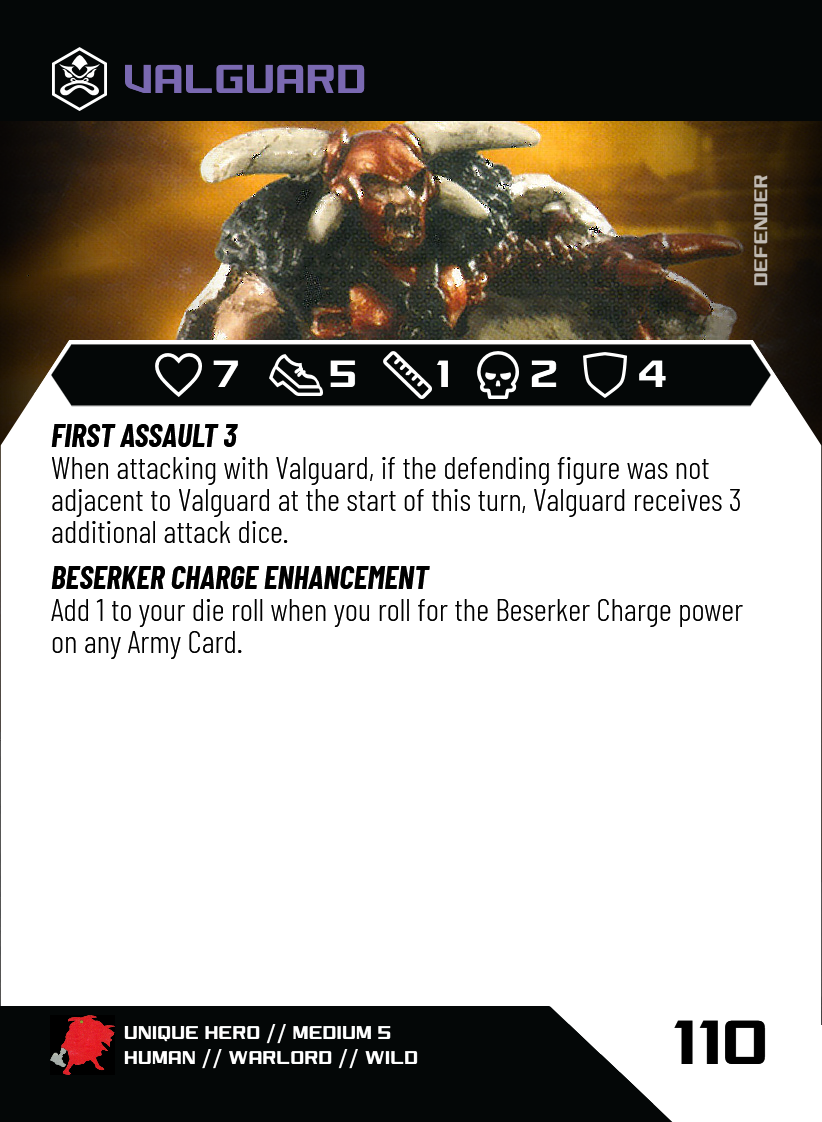 VALGUARD
DEFENDER
7 5 1 2 4
FIRST ASSAULT 3
When attacking with Valguard, if the defending figure was not
adjacent to Valguard at the start of this turn, Valguard receives 3
additional attack dice.
BESERKER CHARGE ENHANCEMENT
Add 1 to your die roll when you roll for the Beserker Charge power
on any Army Card.
UNIQUE HERO // MEDIUM 5
HUMAN // WARLORD // WILD
110